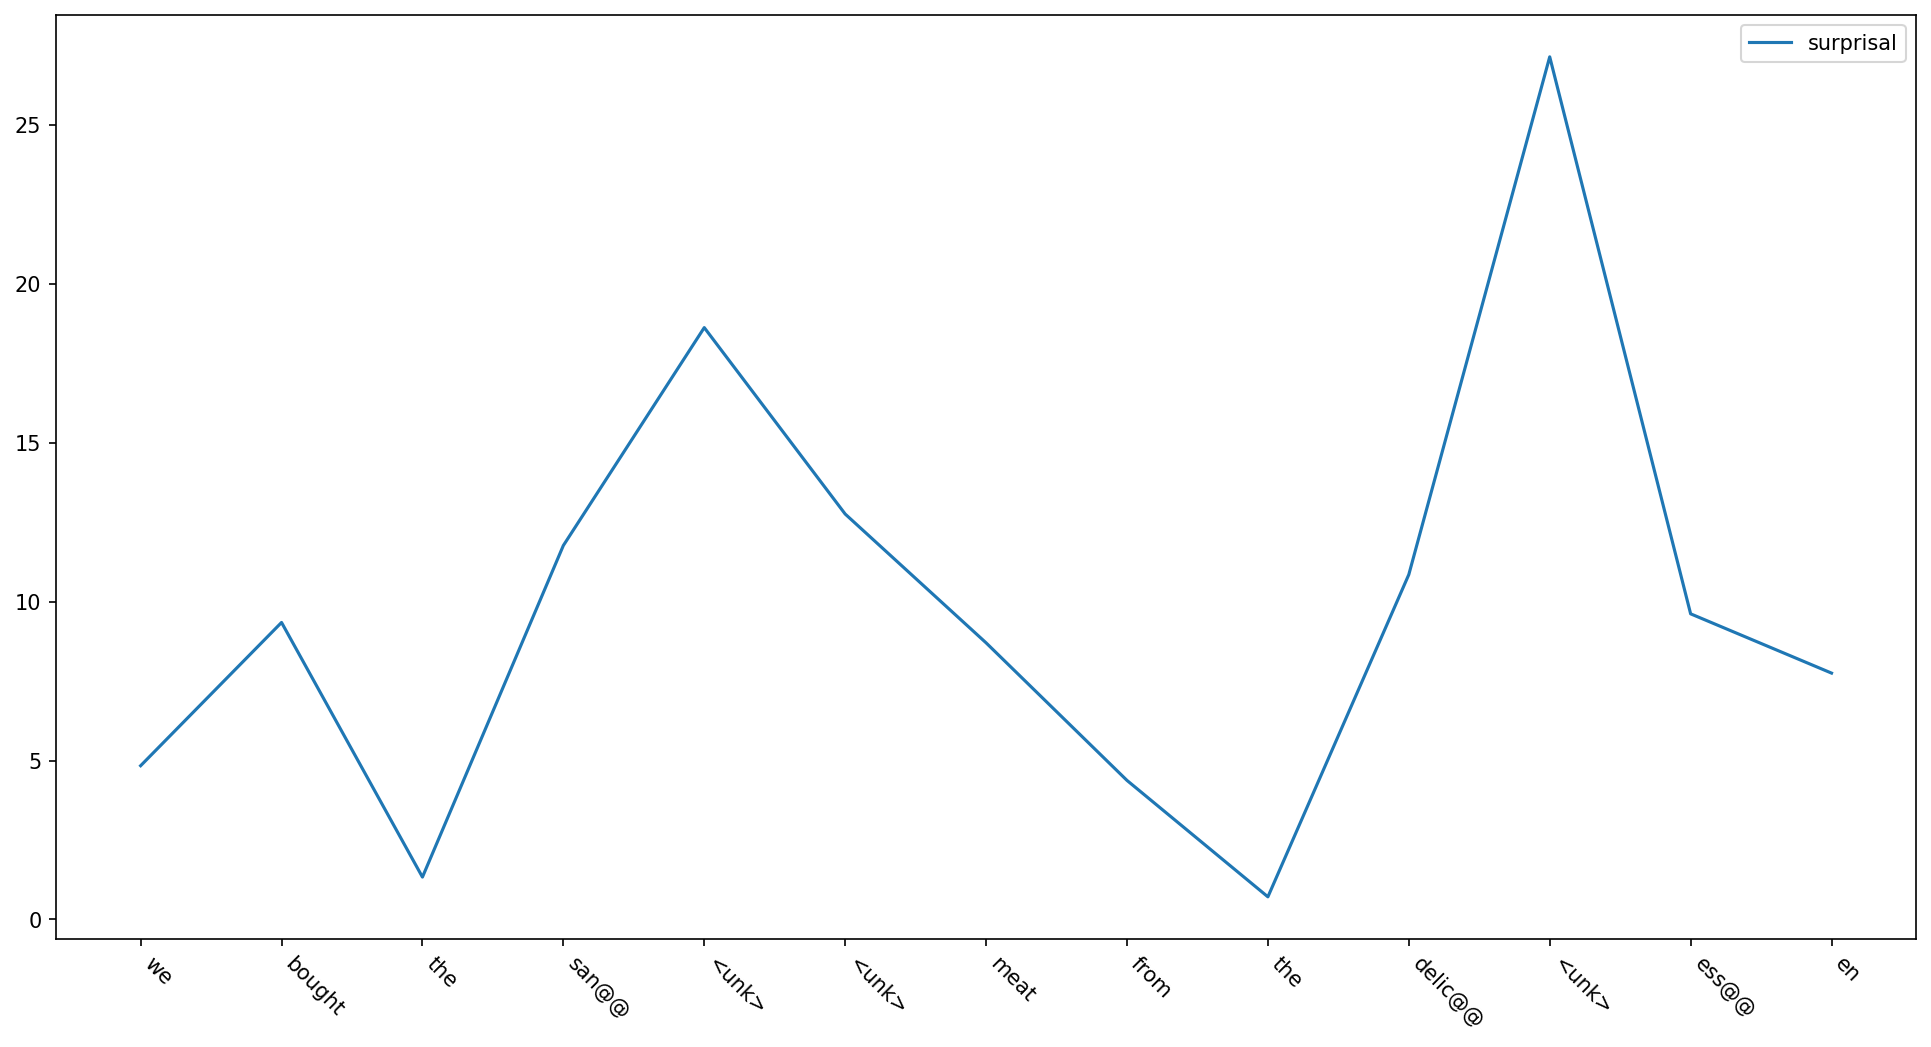 surprisal
25
20
15
10
5
0
we
bought
the
san@@
<unk>
<unk>
meat
from
the
delic@@
<unk>
ess@@
en